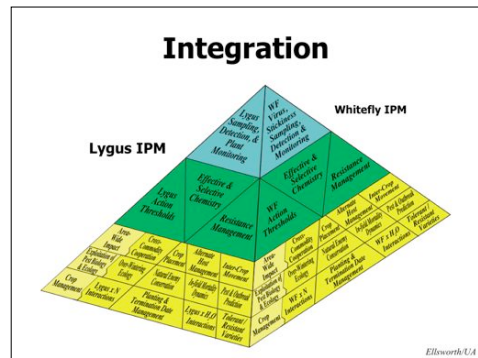 Integration
Whitefly IPM
Lygus IPM
Lygus
Sampling,
Detection, &
Plant
Monitoring
WF
Virus,
Stickiness
Sampling,
Detection &
Monitoring
Lygus
Action
Thresholds
Effective &
Selective
Chemistry
Resistance
Management
WF
Action
Thresholds
Effective &
Selective
Chemistry
Resistance
Management
Area-
Wide
Impact
Cross-
Commodity
Cooperation
Crop
Placement
Alternate
Host
Management
Inter-Crop
Movement
Exploitation of
Pest Biology
& Ecology
Natural Enemy
Conservation
In-field Mortality
Dynamics
Pest & Outbreak
Prediction
Crop
Management
Lygus x N
Interactions
Planting &
Termination Date
Management
Lygus x H2O
Interactions
Tolerant/
Resistant
Varieties
Area-
Wide
Impact
Cross-
Commodity
Cooperation
Crop
Placement
Alternate
Host
Management
Inter-Crop
Movement
Exploitation of
Pest Biology
& Ecology
Natural Enemy
Conservation
In-field Mortality
Dynamics
Pest & Outbreak
Prediction
Crop
Management
WF x N
Interactions
Planting &
Termination Date
Management
WF x H2O
Interactions
Tolerant/
Resistant
Varieties
Ellsworth/UA